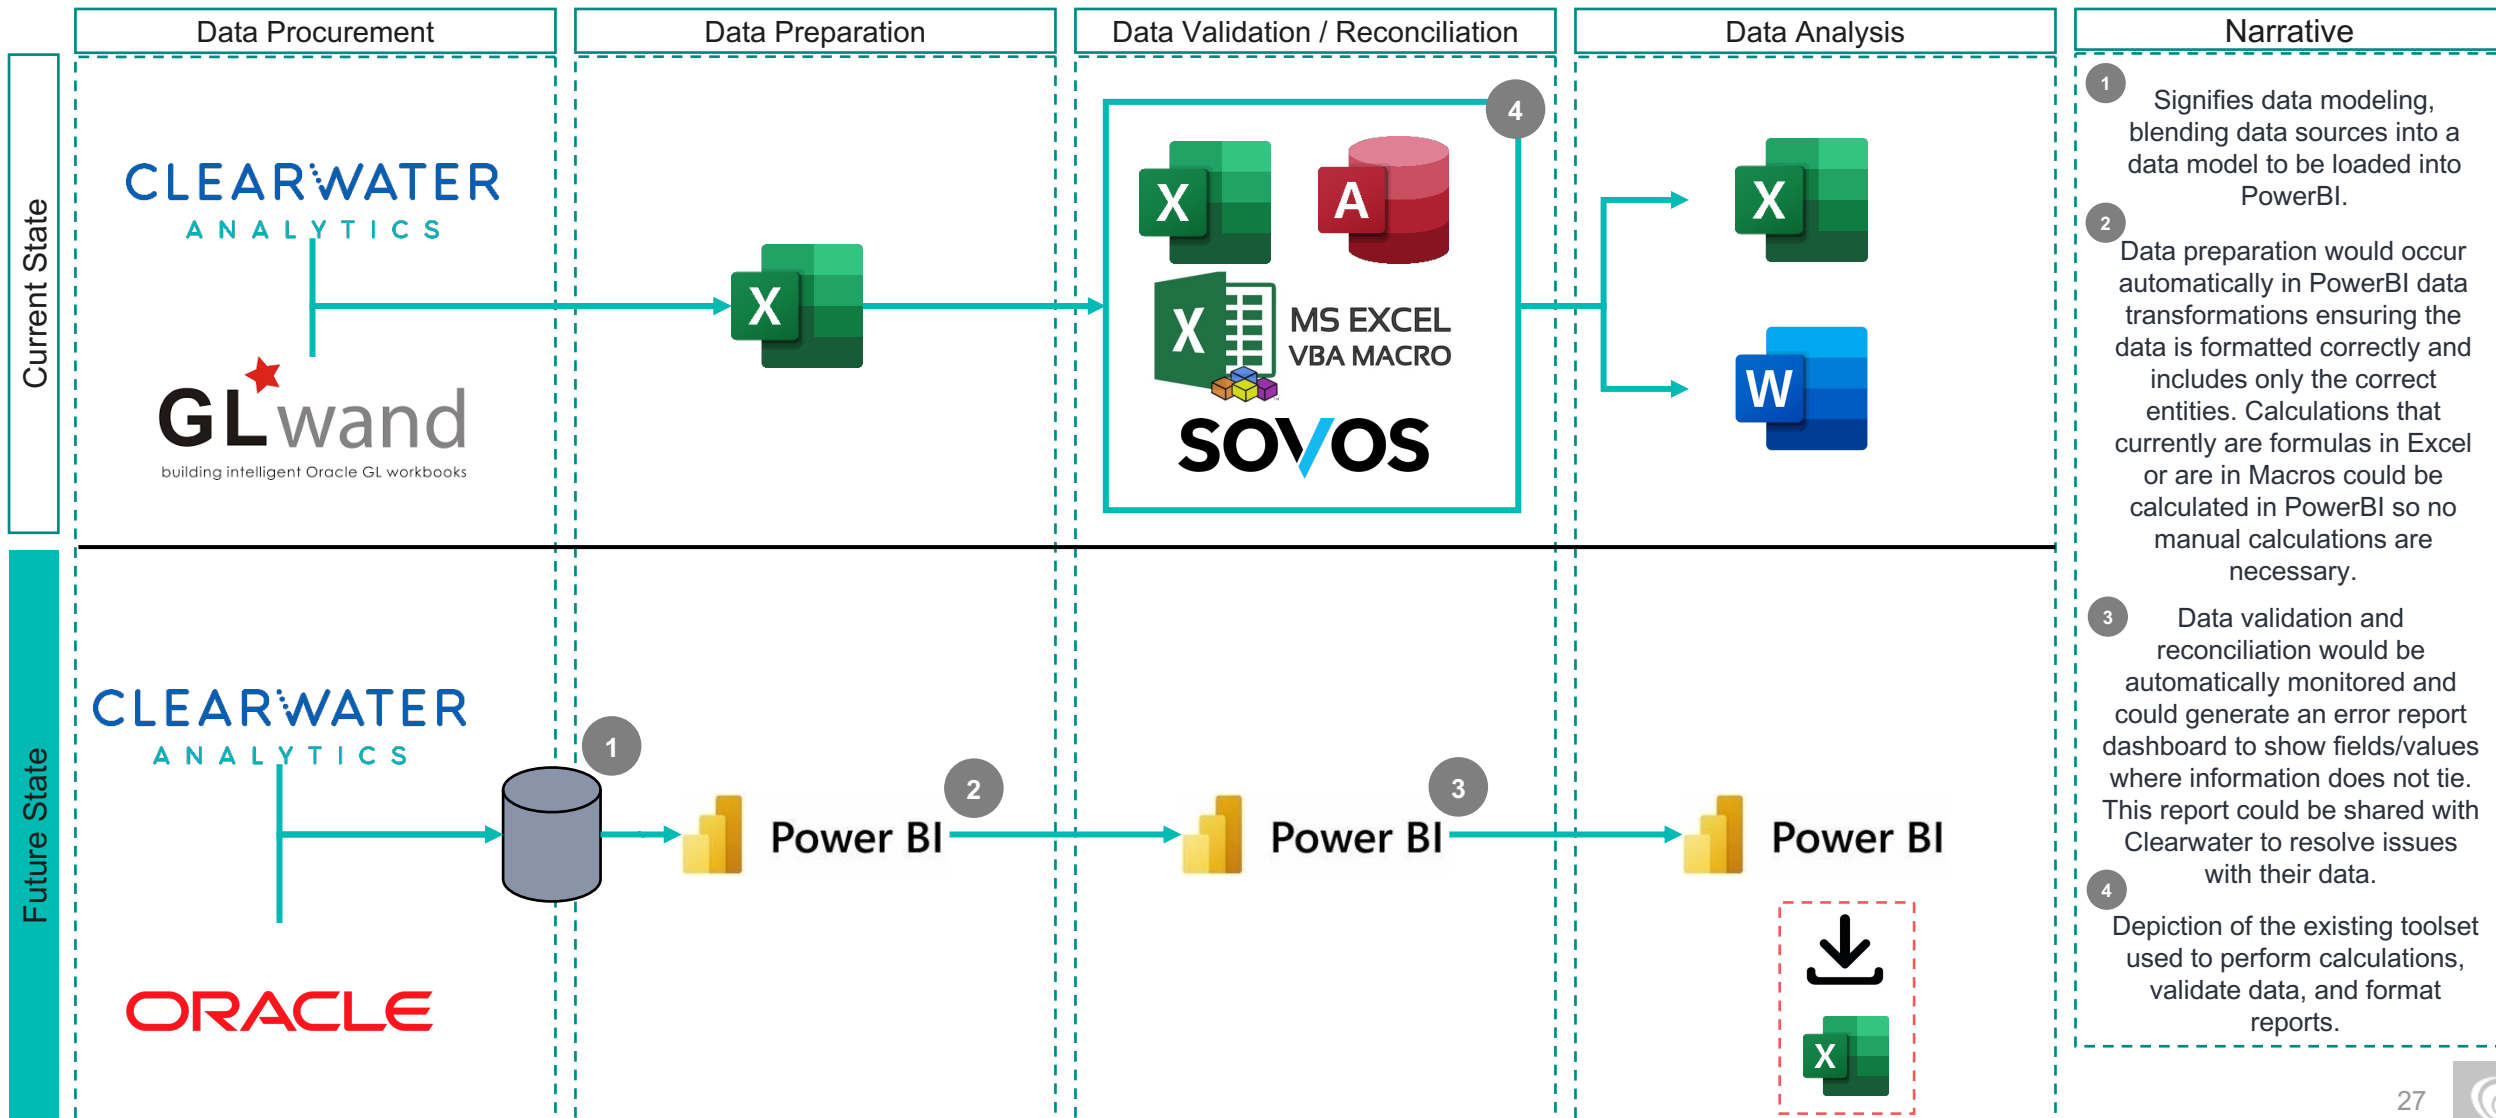 Data Procurement
Data Preparation
Data Validation / Reconciliation
Data Analysis
Narrative
Current State
CLEARWATER
ANALYTICS
GLwand
building intelligent Oracle GL workbooks
X
X
A
X
MS EXCEL
VBA MACRO
SOVOS
4
X
W
Future State
CLEARWATER
ANALYTICS
ORACLE
1
Power BI
2
Power BI
3
Power BI
X
1
Signifies data modeling,
blending data sources into a
data model to be loaded into
PowerBI.
2
Data preparation would occur
automatically in PowerBI data
transformations ensuring the
data is formatted correctly and
includes only the correct
entities. Calculations that
currently are formulas in Excel
or are in Macros could be
calculated in PowerBI so no
manual calculations are
necessary.
3
Data validation and
reconciliation would be
automatically monitored and
could generate an error report
dashboard to show fields/values
where information does not tie.
This report could be shared with
Clearwater to resolve issues
with their data.
4
Depiction of the existing toolset
used to perform calculations,
validate data, and format
reports.
27